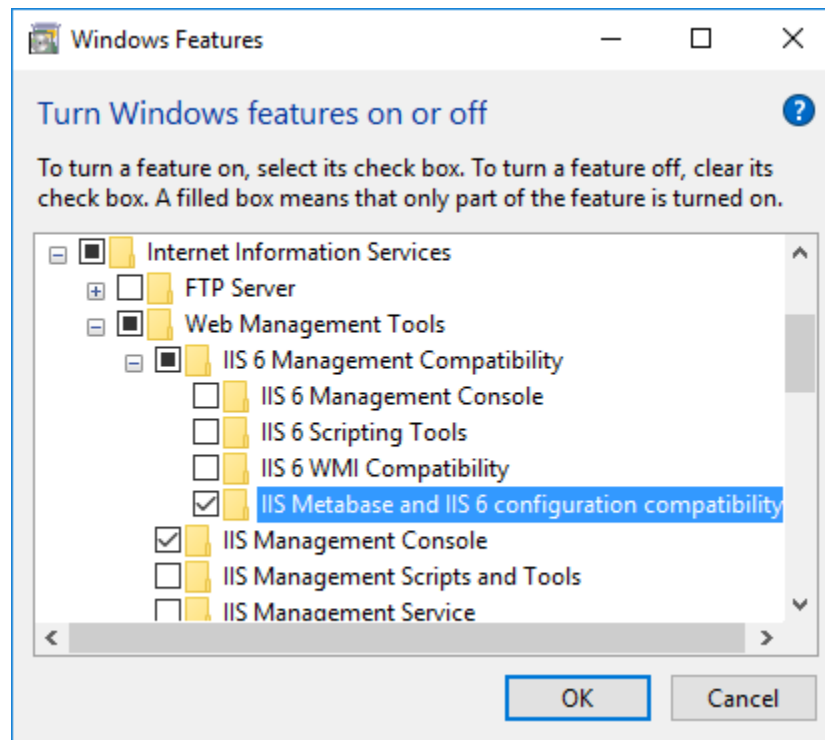 Windows Features
Turn Windows features on or off
?
To turn a feature on, select its check box. To turn a feature off, clear its
check box. A filled box means that only part of the feature is turned on.
Internet Information Services
FTP Server
Web Management Tools
IIS 6 Management Compatibility
IIS 6 Management Console
IIS 6 Scripting Tools
IIS 6 WMI Compatibility
IIS Metabase and IIS 6 configuration compatibility
IIS Management Console
IIS Management Scripts and Tools
IIS Management Service
OK Cancel